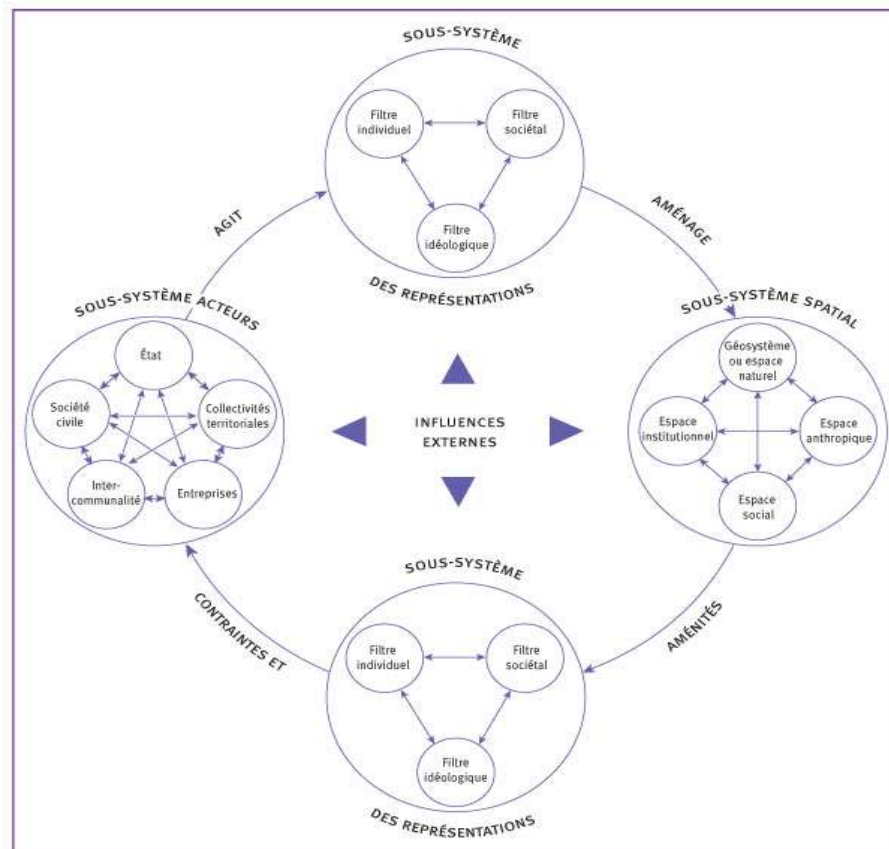 SOUS-SYSTÈME
Filtre
individuel
Filtre
sociétal
Filtre
idéologique
DES REPRÉSENTATIONS
AGIT
AMÉNAGE
SOUS-SYSTÈME ACTEURS
État
Société
civile
Collectivités
territoriales
Inter-
communalité
Entreprises
INFLUENCES
EXTERNES
SOUS-SYSTÈME SPATIAL
Géosystème
ou espace
naturel
Espace
institutionnel
Espace
anthropique
Espace
social
CONTRAINTES ET
AMÉNITÉS
SOUS-SYSTÈME
Filtre
individuel
Filtre
sociétal
Filtre
idéologique
DES REPRÉSENTATIONS